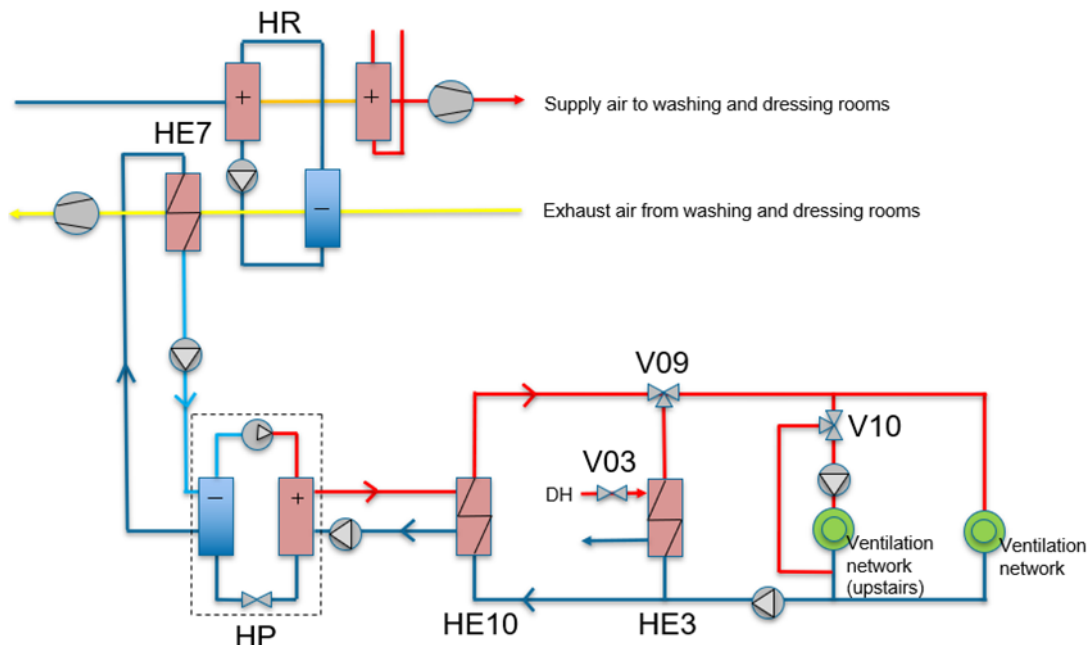 HR
+
+
Supply air to washing and dressing rooms
HE7
−
Exhaust air from washing and dressing rooms
V09
V10
V03
DH
−
+
Ventilation
network
(upstairs)
Ventilation
network
HP
HE10
HE3